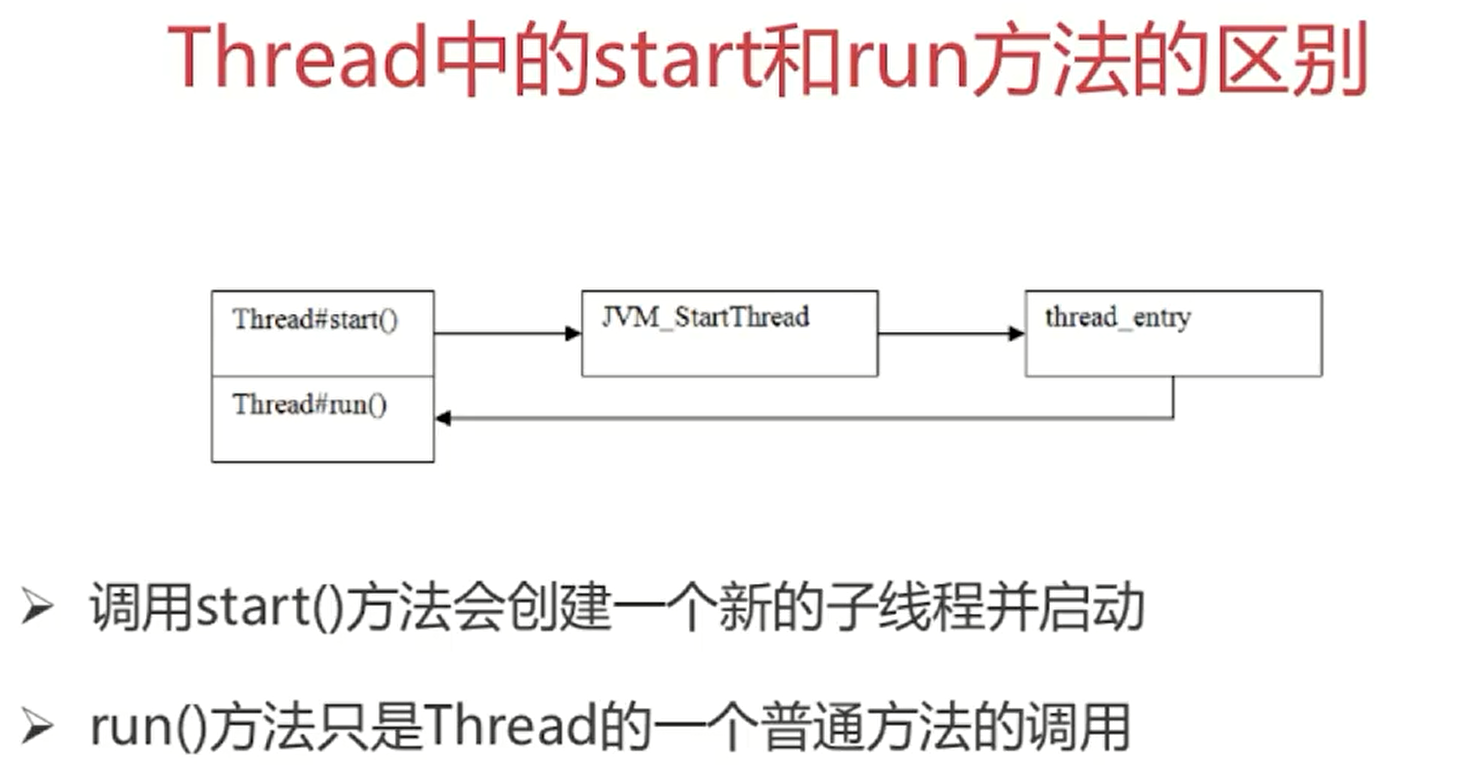 Thread中的start和run方法的区别
Thread#start()
JVM_StartThread
thread_entry
Thread#run()
➢ 调用start()方法会创建一个新的子线程并启动
➢ run()方法只是Thread的一个普通方法的调用